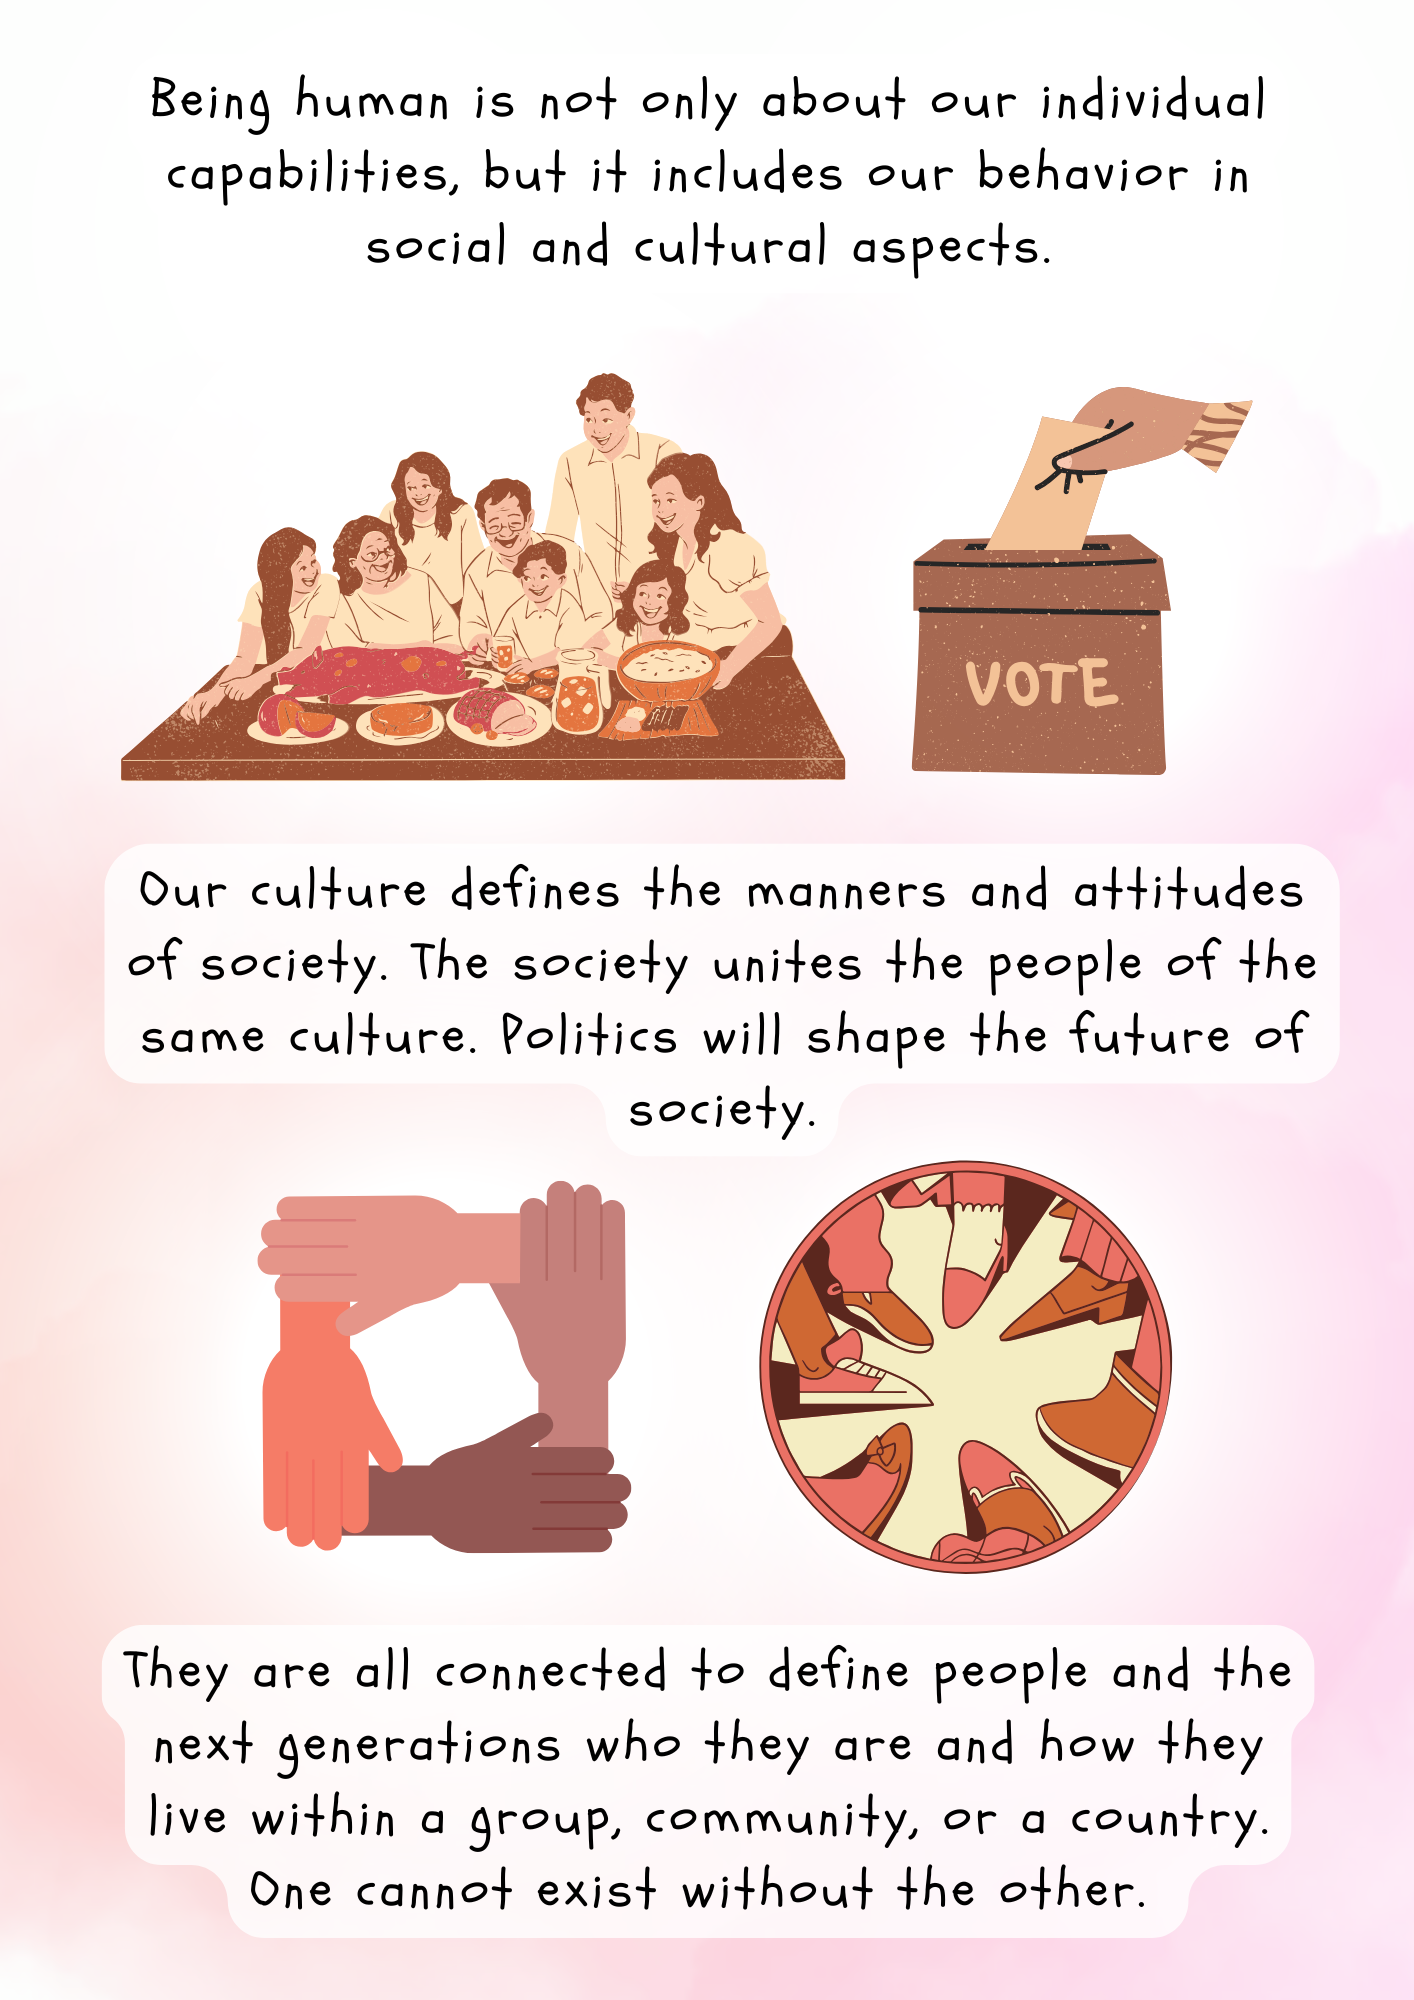 Being human is not only about our individual
capabilities, but it includes our behavior in
social and cultural aspects.
VOTE
Our culture defines the manners and attitudes
of society. The society unites the people of the
same culture. Politics will shape the future of
society.
They are all connected to define people and the
next generations who they are and how they
live within a group, community, or a country.
One cannot exist without the other.